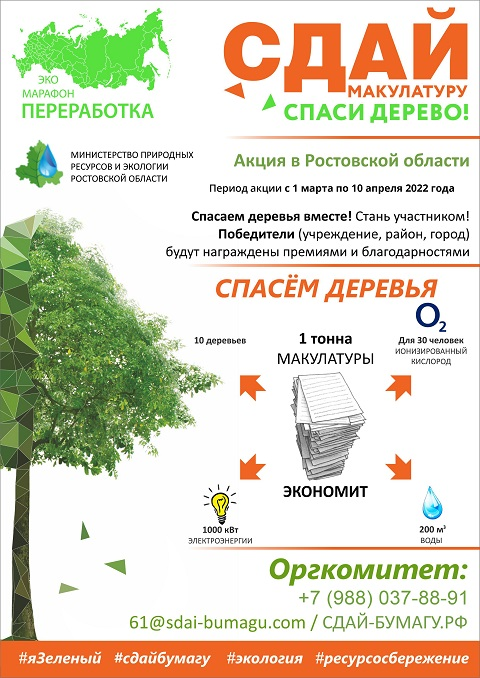 ЭКО
МАРАФОН
ПЕРЕРАБОТКА
СДАЙ
МАКУЛАТУРУ
СПАСИ ДЕРЕВО!
МИНИСТЕРСТВО ПРИРОДНЫХ
РЕСУРСОВ И ЭКОЛОГИИ
РОСТОВСКОЙ ОБЛАСТИ
Акция в Ростовской области
Период акции с 1 марта по 10 апреля 2022 года
Спасаем деревья вместе! Стань участником!
Победители (учреждение, район, город)
будут награждены премиями и благодарностями
СПАСЁМ ДЕРЕВЬЯ
10 деревьев
1 тонна
МАКУЛАТУРЫ
O2
Для 30 человек
ИОНИЗИРОВАННЫЙ
КИСЛОРОД
ЭКОНОМИТ
1000 кВт
ЭЛЕКТРОЭНЕРГИИ
200 м³
ВОДЫ
Оргкомитет:
+7 (988) 037-88-91
61@sdai-bumagu.com / СДАЙ-БУМАГУ.РФ
#яЗеленый #сдайбумагу #экология #ресурсосбережение